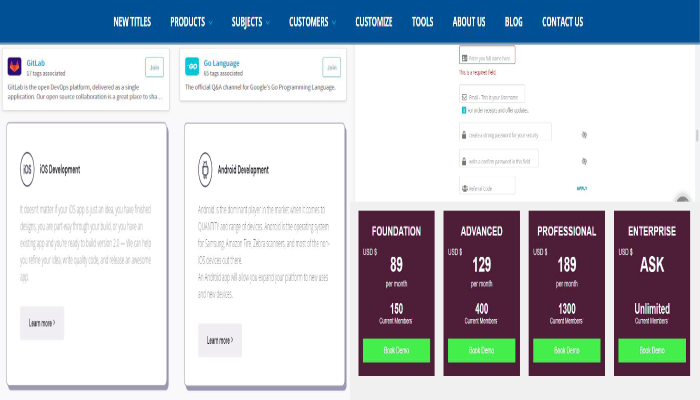 NEW TITLES PRODUCTS SUBJECTS CUSTOMERS CUSTOMIZE TOOLS ABOUT US BLOG CONTACT US
GitLab
17 tags associated
Join
GitLab is the open DevOps platform, delivered as a single
application. Our open source collaboration is a great place to sha...
Go Language
65 tags associated
Join
The official Q&A channel for Google's Go Programming Language.
iOS
iOS Development
It doesn't matter if your iOS app is just an idea, you have finished
designs, you are part-way through your build, or you have an
existing app and you're ready to build version 2.0 — We can help
you refine your idea, write quality code, and release an awesome
app.
Learn more >
Android Development
Android is the dominant player in the market when it comes to
QUANTITY and range of devices. Android is the operating system
for Samsung, Amazon Fire, Zebra scanners, and most of the non-
iOS devices out there.
An Android app will allow you expand your platform to new uses
and new devices.
Learn more >
Enter you full name here
This is a required field.
Email - This is your Username
For order receipts and offer updates.
create a strong password for your security
write a confirm password in this field
Referral Code
APPLY
FOUNDATION
USD $
89
per month
150
Current Members
Book Demo
ADVANCED
USD $
129
per month
400
Current Members
Book Demo
PROFESSIONAL
USD $
189
per month
1300
Current Members
Book Demo
ENTERPRISE
USD $
ASK
Unlimited
Current Members
Book Demo